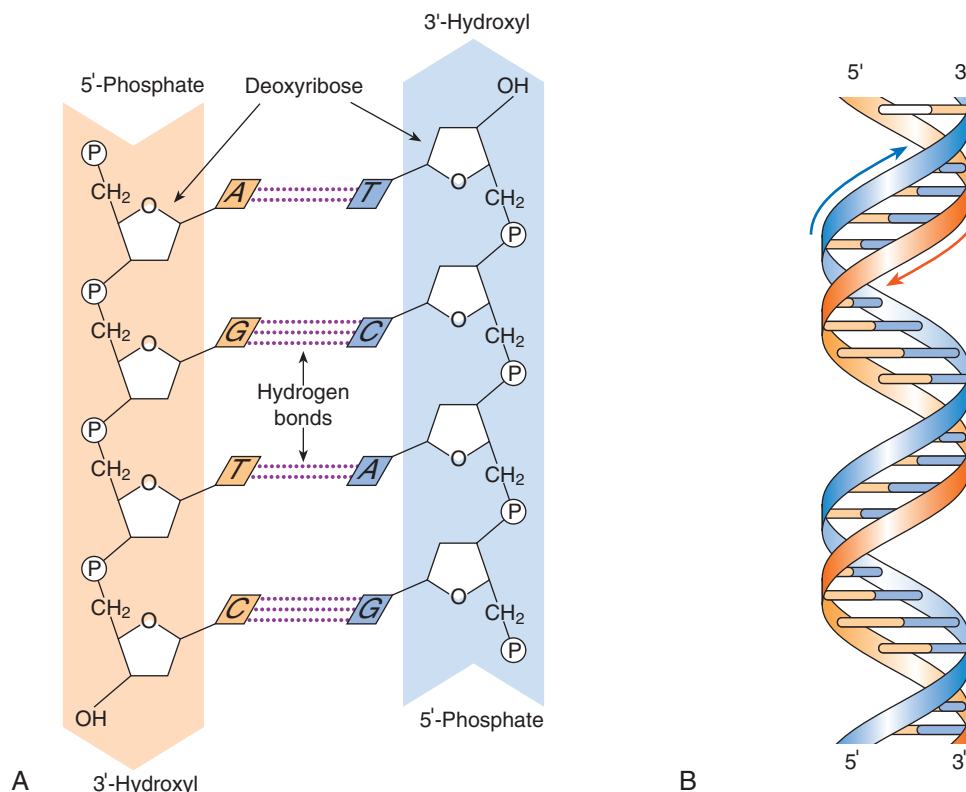 3'-Hydroxyl
5'-Phosphate
Deoxyribose
OH
P
CH2
O
A
T
O
CH2
P
P
CH2
O
G
C
O
CH2
P
Hydrogen
bonds
P
CH2
O
T
A
O
CH2
P
P
CH2
O
C
G
O
CH2
P
OH
5'-Phosphate
3'-Hydroxyl
A
5'
3'
5'
3'
B